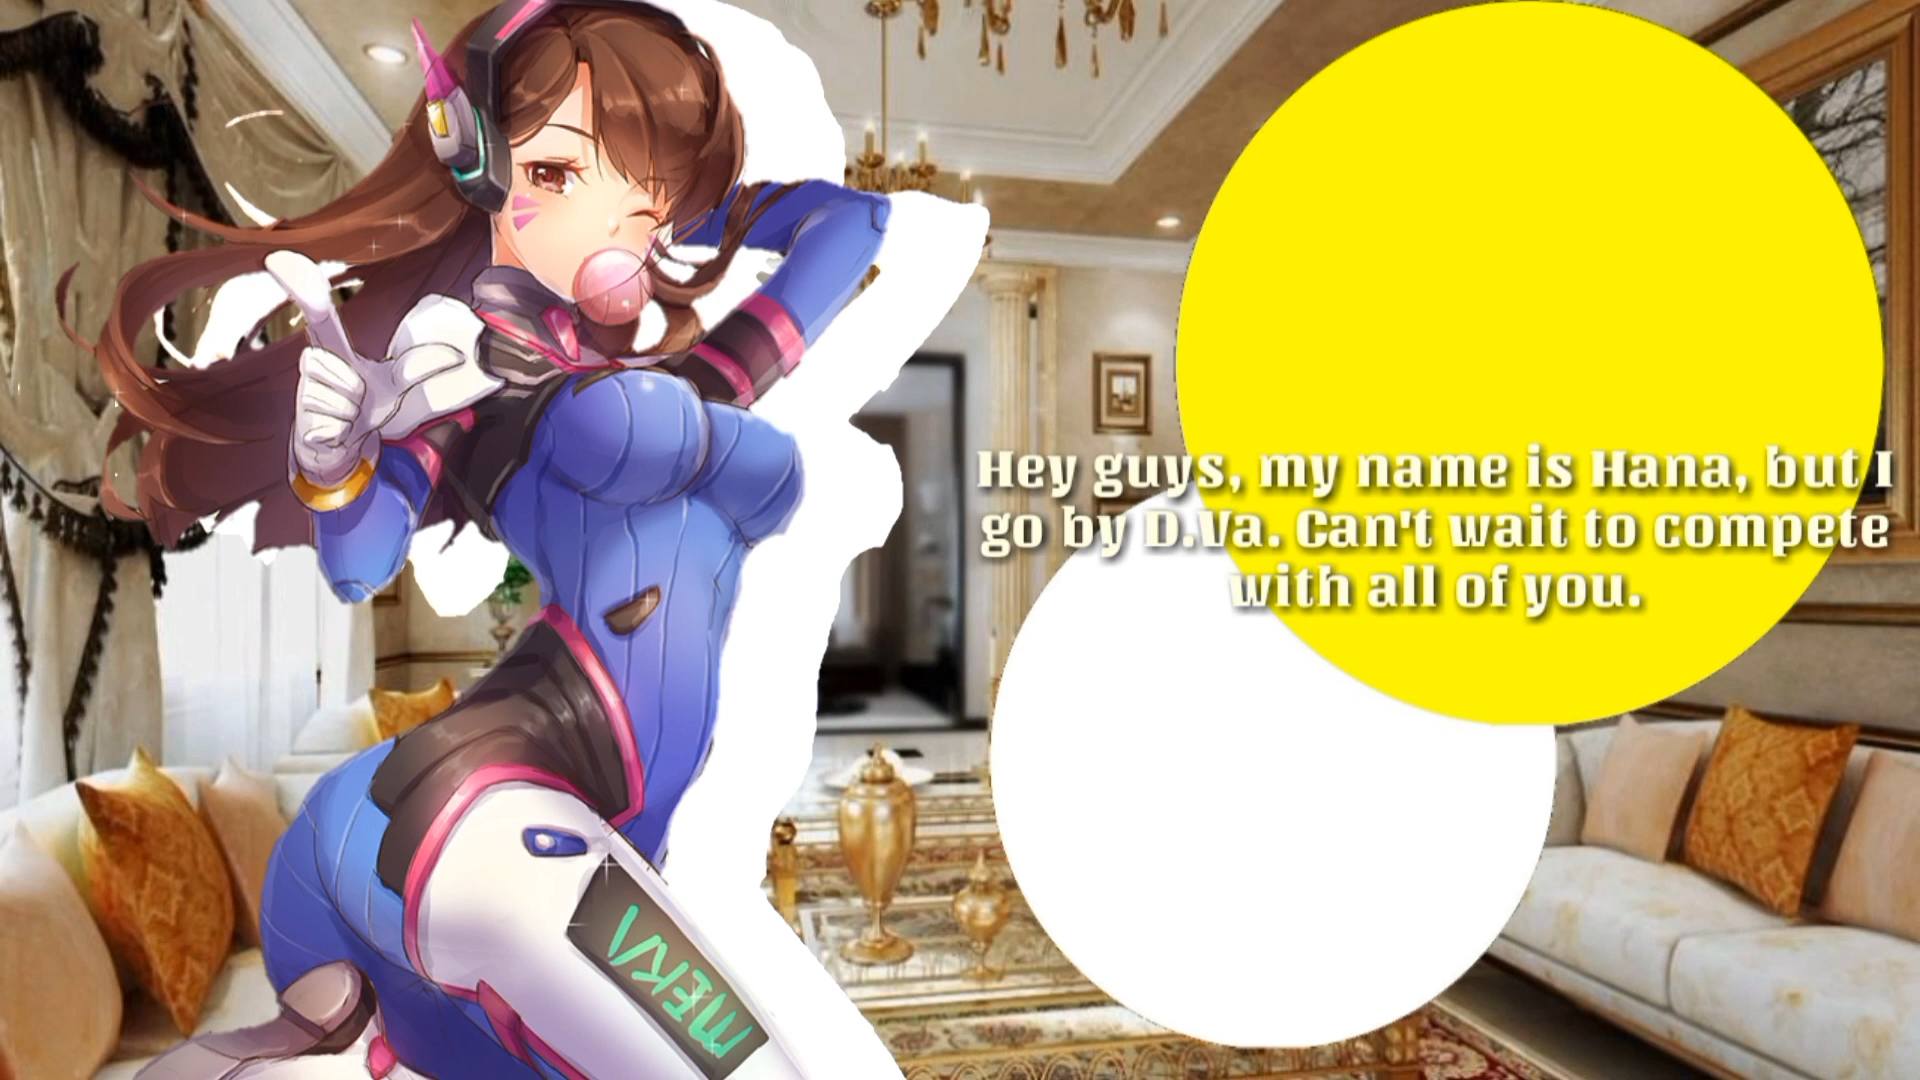 Hey guys, my name is Hana, but I
go by D.Va. Can't wait to compete
with all of you.
MEKA